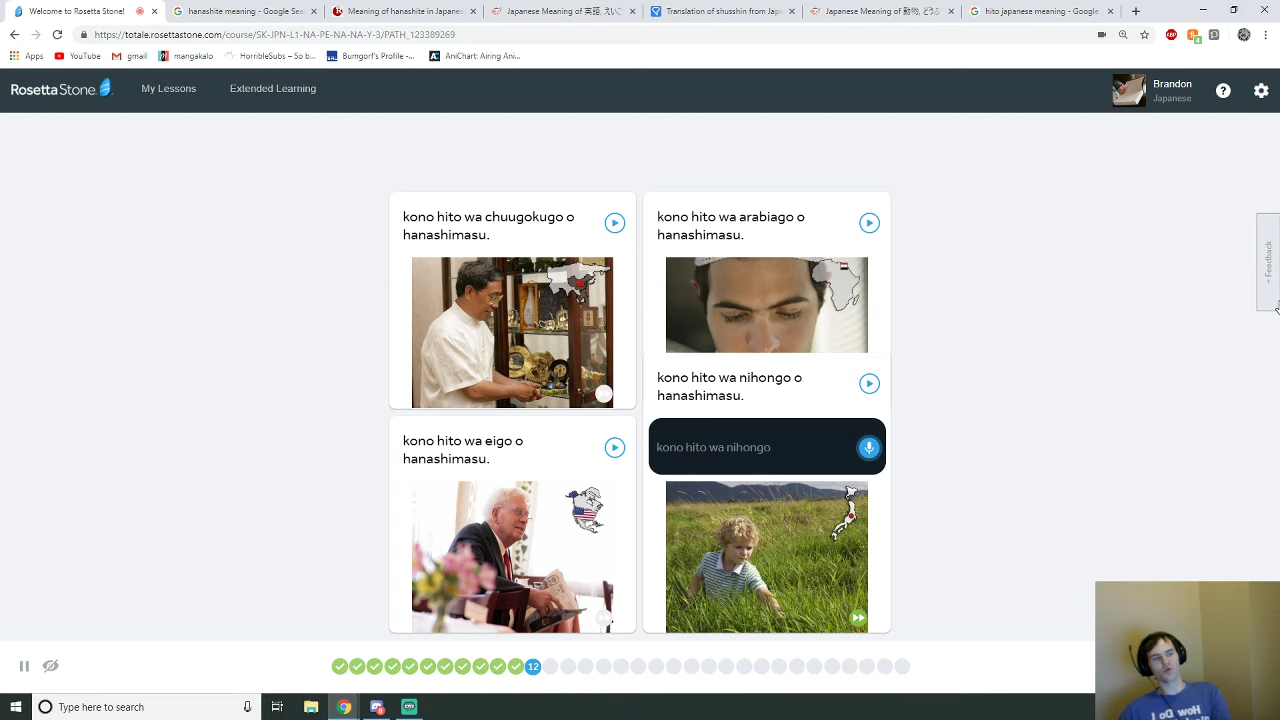 Welcome to Rosetta Stone!
hanashite meaning - Google Sea
Meaning of hanashite in Japanes
Japanese Meaning of 英語, えいご
Translation of shusshin from Jap
Japanese Meaning of 動物, どうぶ
hito japanese meaning - Google
https://totale.rosettastone.com/course/SK-JPN-L1-NA-PE-NA-NA-Y-3/PATH_123389269
Apps
YouTube
gmail
mangakalo
HorribleSubs – So b...
Bumgorf's Profile -...
AniChart: Airing Ani...
RosettaStone
My Lessons
Extended Learning
Brandon
Japanese
kono hito wa chuugokugo o
hanashimasu.
kono hito wa arabiago o
hanashimasu.
kono hito wa nihongo o
hanashimasu.
kono hito wa nihongo
kono hito wa eigo o
hanashimasu.
+ Feedback
12
Type here to search